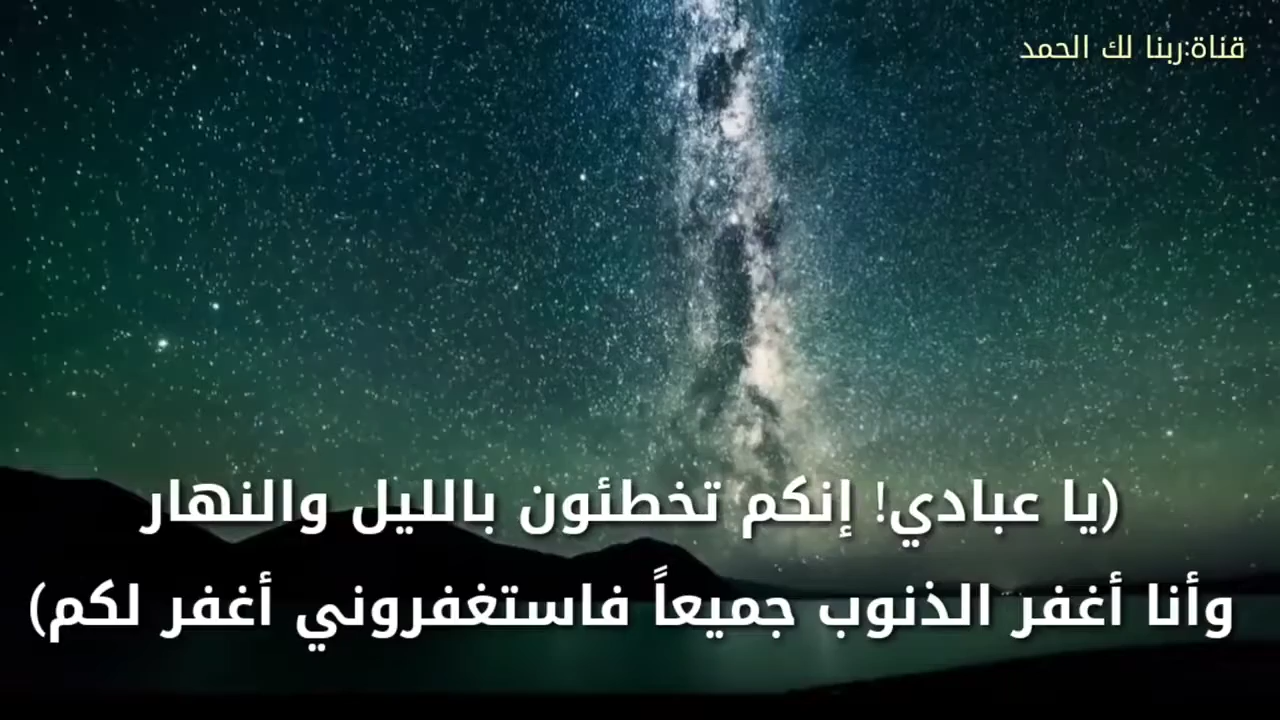 قناة:ربنا لك الحمد
(يا عبادي! إنكم تخطئون بالليل والنهار
وأنا أغفر الذنوب جميعاً فاستغفروني أغفر لكم)